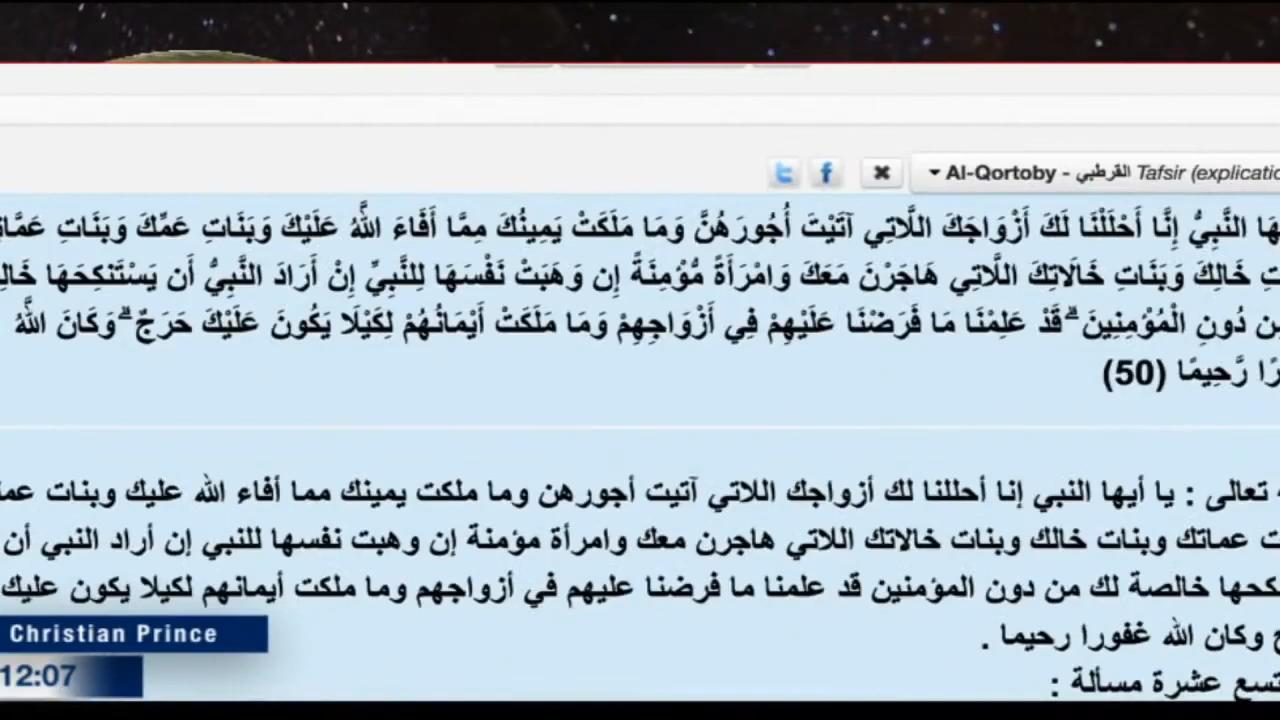 Al-Qortoby - القرطبي Tafsir
النَّبِيُّ إِنَّا أَحْلَلْنَا لَكَ أَزْوَاجَكَ اللَّاتِي آتَيْتَ أُجُورَهُنَّ وَمَا مَلَكَتْ يَمِينُكَ مِمَّا أَفَاءَ اللَّهُ عَلَيْكَ وَبَنَاتِ عَمِّكَ وَبَنَاتِ
خَالِكَ وَبَنَاتِ خَالَاتِكَ اللَّاتِي هَاجَرْنَ مَعَكَ وَامْرَأَةً مُّؤْمِنَةً إِن وَهَبَتْ نَفْسَهَا لِلنَّبِيِّ إِنْ أَرَادَ النَّبِيُّ أَن يَسْتَنكِحَهَا
دُونِ الْمُؤْمِنِينَ ۗ قَدْ عَلِمْنَا مَا فَرَضْنَا عَلَيْهِمْ فِي أَزْوَاجِهِمْ وَمَا مَلَكَتْ أَيْمَانُهُمْ لِكَيْلَا يَكُونَ عَلَيْكَ حَرَجٌ ۗ وَكَانَ اللَّهُ
رَّحِيمًا (50)
تعالى : يا أيها النبي إنا أحللنا لك أزواجك اللاتي آتيت أجورهن وما ملكت يمينك مما أفاء الله عليك وبنات
عماتك وبنات خالك وبنات خالاتك اللاتي هاجرن معك وامرأة مؤمنة إن وهبت نفسها للنبي إن أراد النبي أن
خالصة لك من دون المؤمنين قد علمنا ما فرضنا عليهم في أزواجهم وما ملكت أيمانهم لكيلا يكون عليك
وكان الله غفورا رحيما .
تسع عشرة مسألة :
Christian Prince
12:07